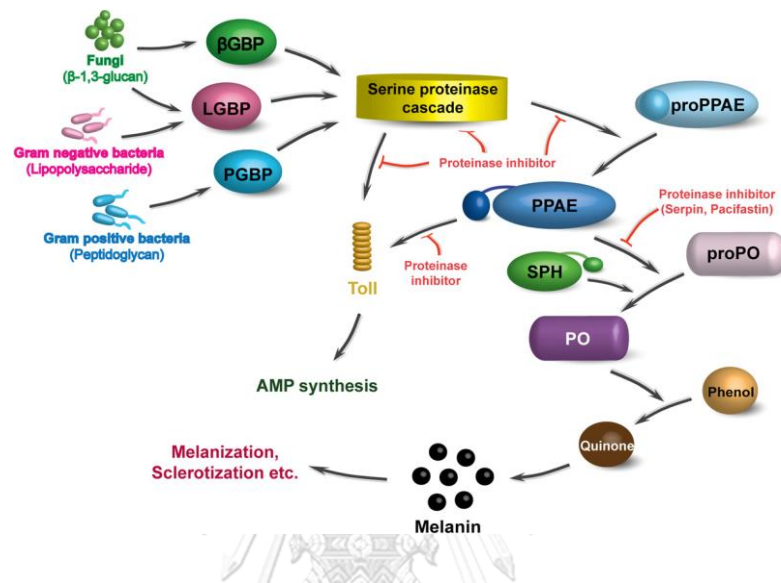 Fungi
(β-1,3-glucan)
βGBP
LGBP
Gram negative bacteria
(Lipopolysaccharide)
PGBP
Gram positive bacteria
(Peptidoglycan)
Serine proteinase
cascade
proPPAE
Proteinase inhibitor
PPAE
Proteinase inhibitor
(Serpin, Pacifastin)
Toll
Proteinase
inhibitor
SPH
proPO
PO
AMP synthesis
Phenol
Quinone
Melanization,
Sclerotization etc.
Melanin